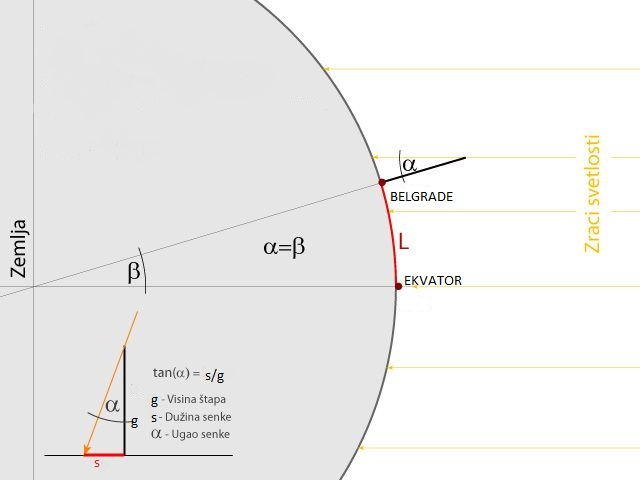 α
BELGRADE
Zraci svetlosti
Zemlja
L
α=β
β
EKVATOR
tan(α) = s/g
g - Visina štapa
s - Dužina senke
α - Ugao senke
α
g
s